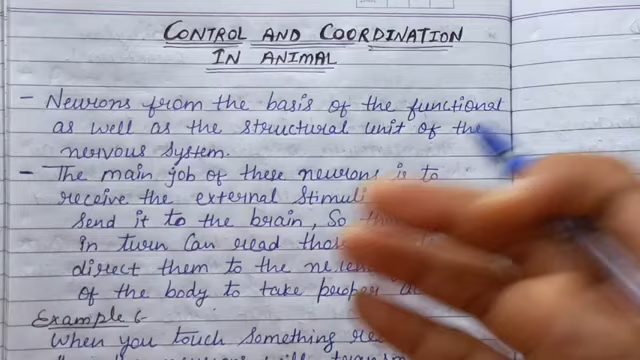 CONTROL AND COORDINATION
IN ANIMAL
- Neurons from the basis of the functional
as well as the structural unit of the
nervous system.
- The main job of these neurons is to
receive the external Stimuli
send it to the brain, So
in turn Can read
direct them to the
of the body to take proper
Example
When you touch Something